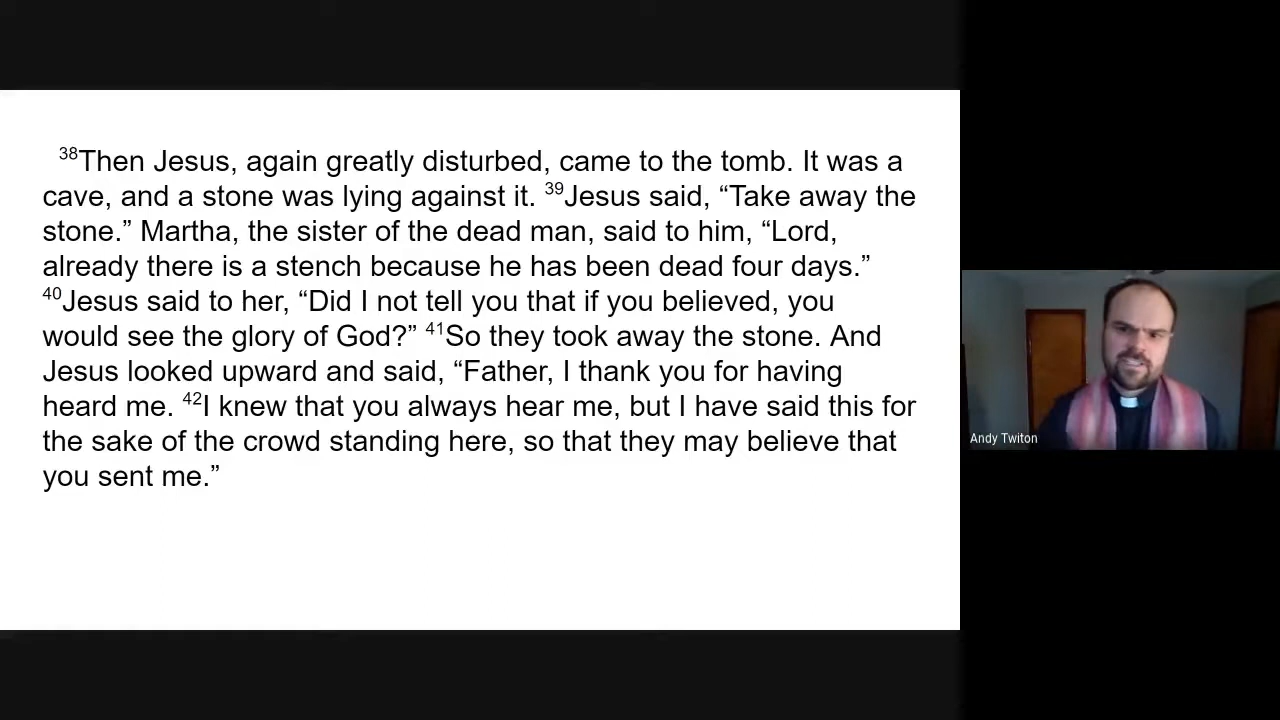 38Then Jesus, again greatly disturbed, came to the tomb. It was a
cave, and a stone was lying against it. 39Jesus said, “Take away the
stone.” Martha, the sister of the dead man, said to him, “Lord,
already there is a stench because he has been dead four days.”
40Jesus said to her, “Did I not tell you that if you believed, you
would see the glory of God?” 41So they took away the stone. And
Jesus looked upward and said, “Father, I thank you for having
heard me. 42I knew that you always hear me, but I have said this for
the sake of the crowd standing here, so that they may believe that
you sent me.”
Andy Twiton